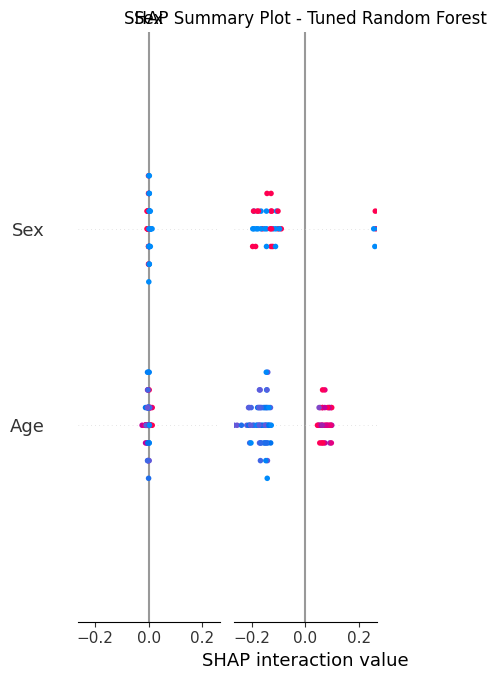 Sex
SHAP Summary Plot - Tuned Random Forest
Sex
Age
−0.2 0.0 0.2 −0.2 0.0 0.2
SHAP interaction value